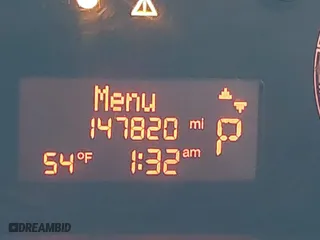 Menu
147820 mi
P
54°F 1:32 am
DREAMBID